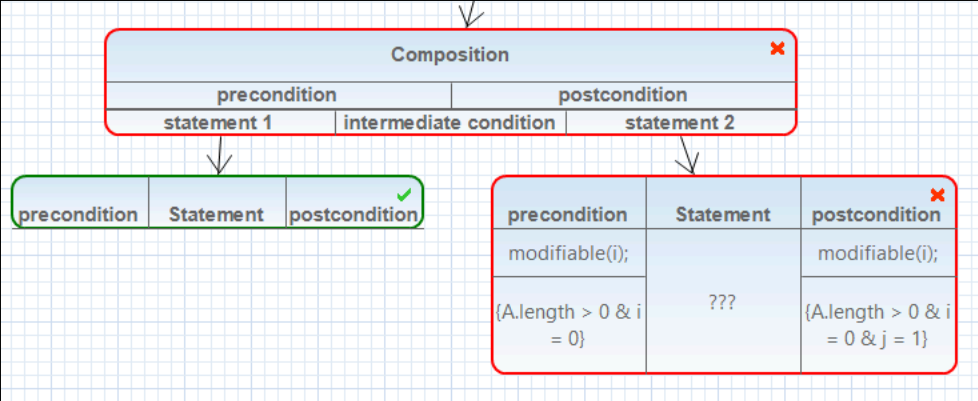 Composition
precondition postcondition
statement 1 intermediate condition statement 2
precondition Statement postcondition
precondition Statement postcondition
modifiable(i); modifiable(i);
{A.length > 0 & i
= 0}
???
{A.length > 0 & i
= 0 & j = 1}